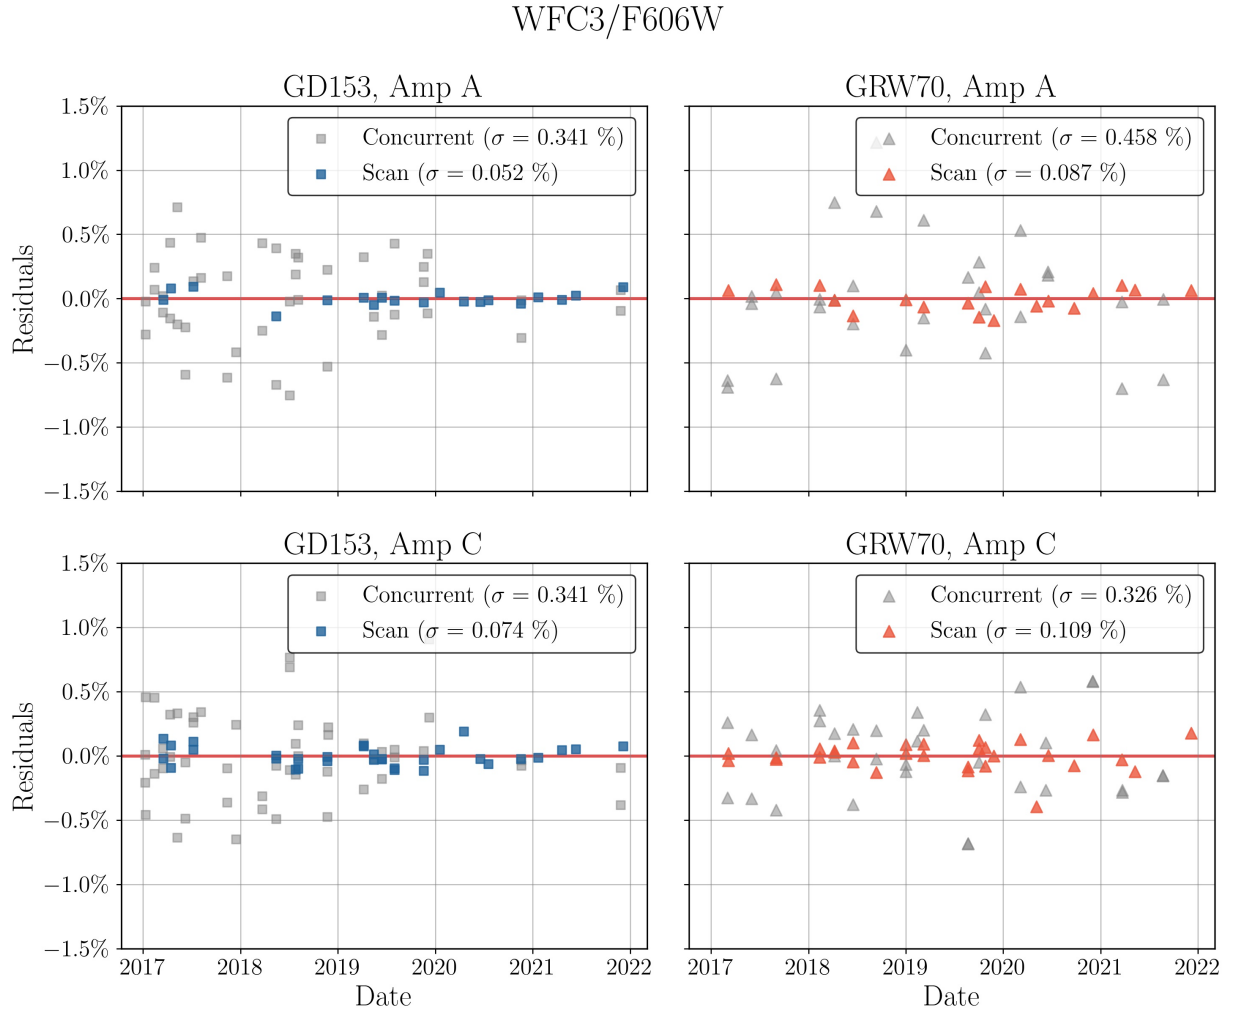 WFC3/F606W
GD153, Amp A
GRW70, Amp A
1.5%
1.0%
0.5%
0.0%
−0.5%
−1.0%
−1.5%
Residuals
Concurrent (σ = 0.341 %)
Scan (σ = 0.052 %)
Concurrent (σ = 0.458 %)
Scan (σ = 0.087 %)
GD153, Amp C
GRW70, Amp C
1.5%
1.0%
0.5%
0.0%
−0.5%
−1.0%
−1.5%
Residuals
Concurrent (σ = 0.341 %)
Scan (σ = 0.074 %)
Concurrent (σ = 0.326 %)
Scan (σ = 0.109 %)
2017 2018 2019 2020 2021 2022
2017 2018 2019 2020 2021 2022
Date
Date